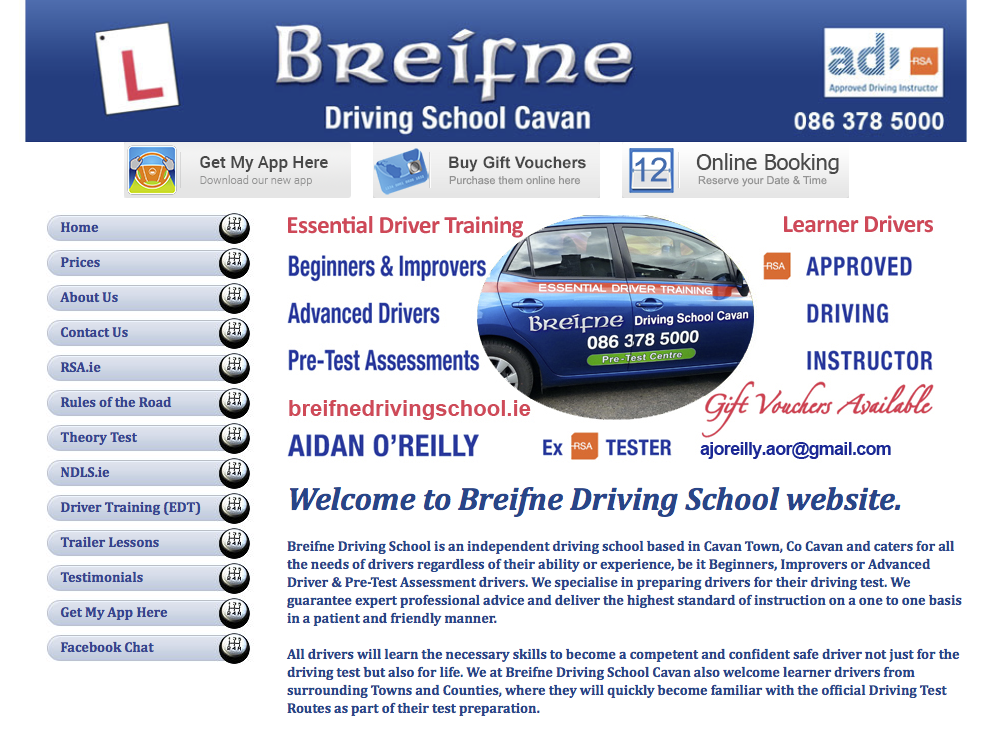 L
Breifne
Driving School Cavan
adi RSA
Approved Driving Instructor
086 378 5000
Get My App Here
Download our new app
Buy Gift Vouchers
Purchase them online here
12
Online Booking
Reserve your Date & Time
Home
Prices
About Us
Contact Us
RSA.ie
Rules of the Road
Theory Test
NDLS.ie
Driver Training (EDT)
Trailer Lessons
Testimonials
Get My App Here
Facebook Chat
Essential Driver Training
Learner Drivers
Beginners & Improvers
Advanced Drivers
Pre-Test Assessments
ESSENTIAL DRIVER TRAINING
Breifne Driving School Cavan
086 378 5000
Pre-Test Centre
RSA APPROVED
DRIVING
INSTRUCTOR
breifnedrivingschool.ie
Gift Vouchers Available
AIDAN O'REILLY
Ex RSA TESTER
ajoreilly.aor@gmail.com
Welcome to Breifne Driving School website.
Breifne Driving School is an independent driving school based in Cavan Town, Co Cavan and caters for all
the needs of drivers regardless of their ability or experience, be it Beginners, Improvers or Advanced
Driver & Pre-Test Assessment drivers. We specialise in preparing drivers for their driving test. We
guarantee expert professional advice and deliver the highest standard of instruction on a one to one basis
in a patient and friendly manner.
All drivers will learn the necessary skills to become a competent and confident safe driver not just for the
driving test but also for life. We at Breifne Driving School Cavan also welcome learner drivers from
surrounding Towns and Counties, where they will quickly become familiar with the official Driving Test
Routes as part of their test preparation.